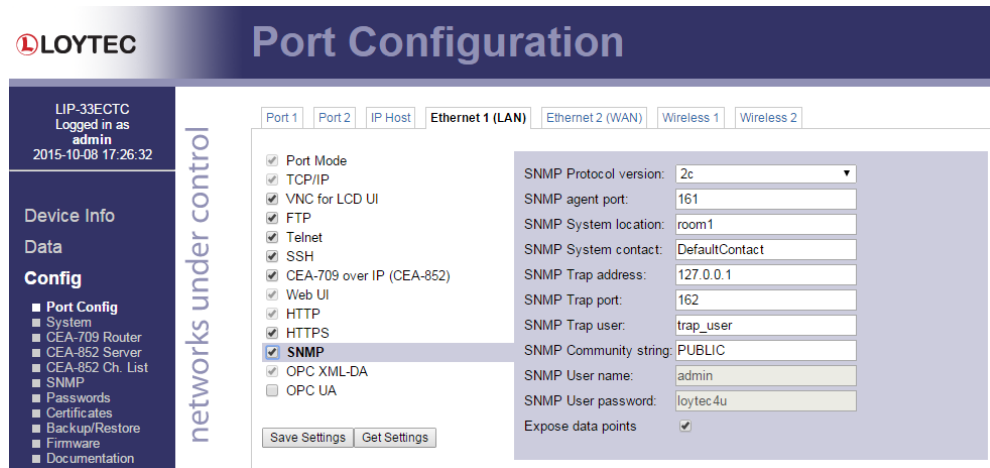 LOYTEC
Port Configuration
LIP-33ECTC
Logged in as
admin
2015-10-08 17:26:32
Device Info
Data
Config
Port Config
System
CEA-709 Router
CEA-852 Server
CEA-852 Ch. List
SNMP
Passwords
Certificates
Backup/Restore
Firmware
Documentation
networks under control
Port 1 Port 2 IP Host Ethernet 1 (LAN) Ethernet 2 (WAN) Wireless 1 Wireless 2
Port Mode
TCP/IP
VNC for LCD UI
FTP
Telnet
SSH
CEA-709 over IP (CEA-852)
Web UI
HTTP
HTTPS
SNMP
OPC XML-DA
OPC UA
Save Settings Get Settings
SNMP Protocol version: 2c
SNMP agent port: 161
SNMP System location: room1
SNMP System contact: DefaultContact
SNMP Trap address: 127.0.0.1
SNMP Trap port: 162
SNMP Trap user: trap_user
SNMP Community string: PUBLIC
SNMP User name: admin
SNMP User password: loytec4u
Expose data points